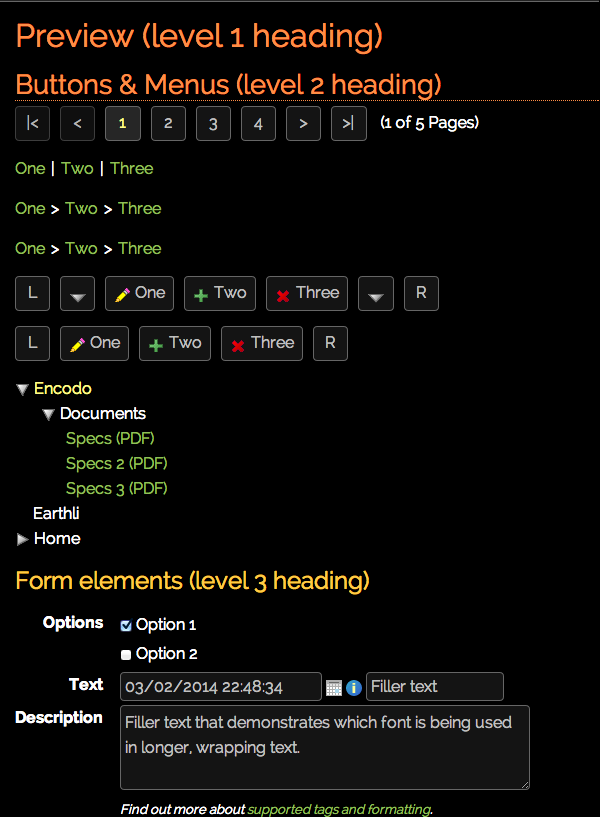 Preview (level 1 heading)
Buttons & Menus (level 2 heading)
|< < 1 2 3 4 > >| (1 of 5 Pages)
One | Two | Three
One > Two > Three
One > Two > Three
L One Two Three R
L One Two Three R
Encodo
Documents
Specs (PDF)
Specs 2 (PDF)
Specs 3 (PDF)
Earthli
Home
Form elements (level 3 heading)
Options Option 1
Option 2
Text 03/02/2014 22:48:34 Filler text
Description Filler text that demonstrates which font is being used
in longer, wrapping text.
Find out more about supported tags and formatting.